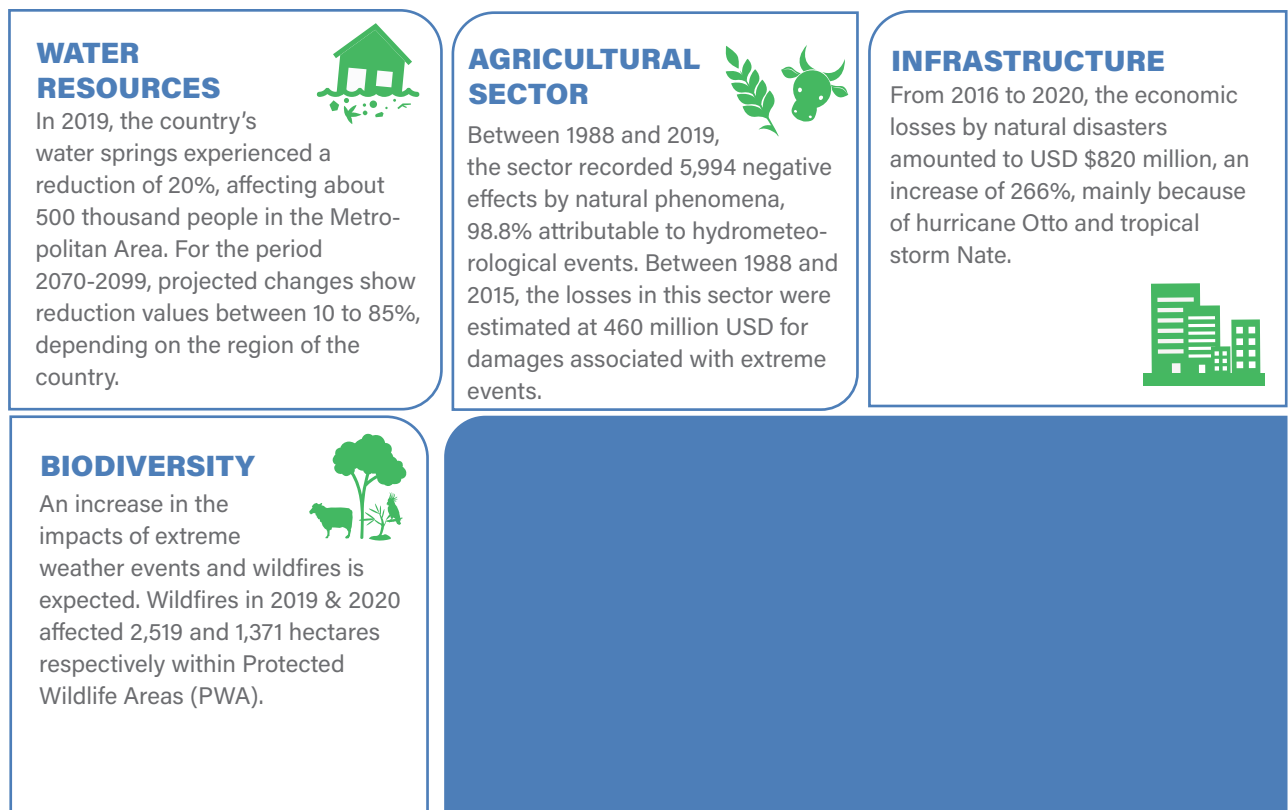 WATER
RESOURCES
In 2019, the country's
water springs experienced a
reduction of 20%, affecting about
500 thousand people in the Metro-
politan Area. For the period
2070-2099, projected changes show
reduction values between 10 to 85%,
depending on the region of the
country.
AGRICULTURAL
SECTOR
Between 1988 and 2019,
the sector recorded 5,994 negative
effects by natural phenomena,
98.8% attributable to hydrometeo-
rological events. Between 1988 and
2015, the losses in this sector were
estimated at 460 million USD for
damages associated with extreme
events.
INFRASTRUCTURE
From 2016 to 2020, the economic
losses by natural disasters
amounted to USD $820 million, an
increase of 266%, mainly because
of hurricane Otto and tropical
storm Nate.
BIODIVERSITY
An increase in the
impacts of extreme
weather events and wildfires is
expected. Wildfires in 2019 & 2020
affected 2,519 and 1,371 hectares
respectively within Protected
Wildlife Areas (PWA).